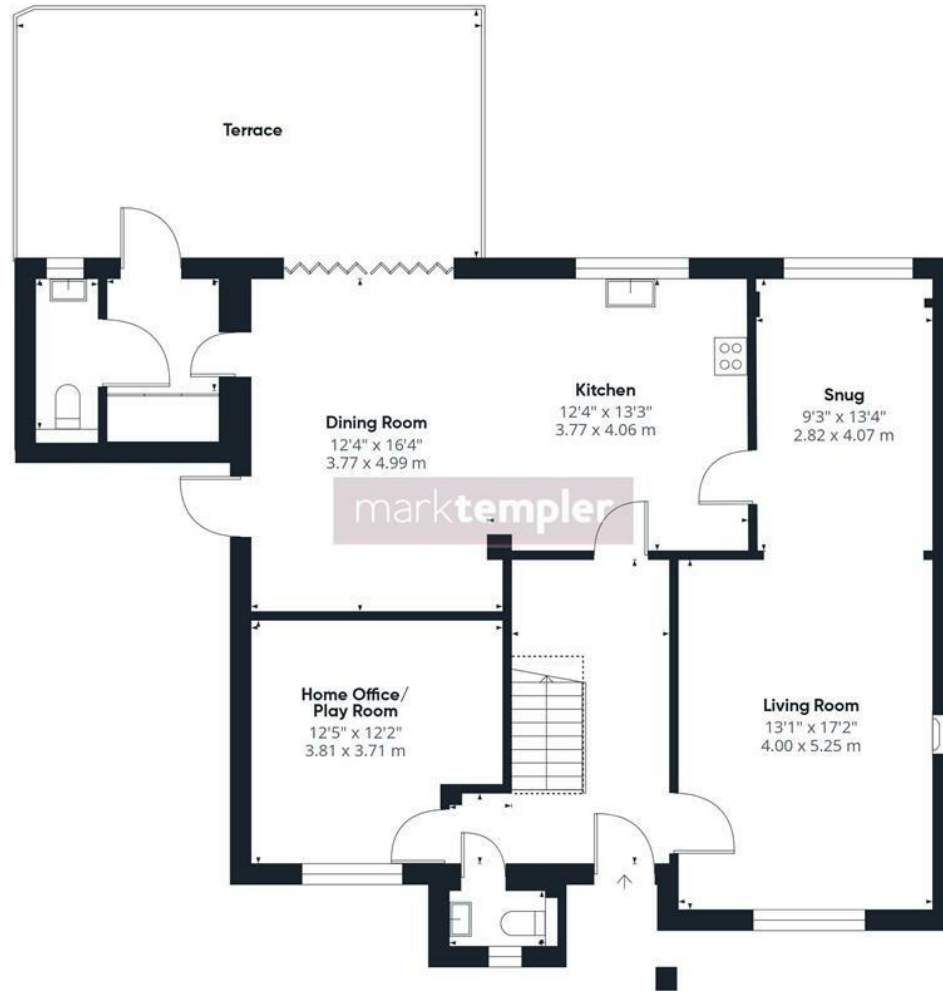 Terrace
Kitchen
12'4" x 13'3"
3.77 x 4.06 m
Snug
9'3" x 13'4"
2.82 x 4.07 m
Dining Room
12'4" x 16'4"
3.77 x 4.99 m
marktempler
Home Office/
Play Room
12'5" x 12'2"
3.81 x 3.71 m
Living Room
13'1" x 17'2"
4.00 x 5.25 m